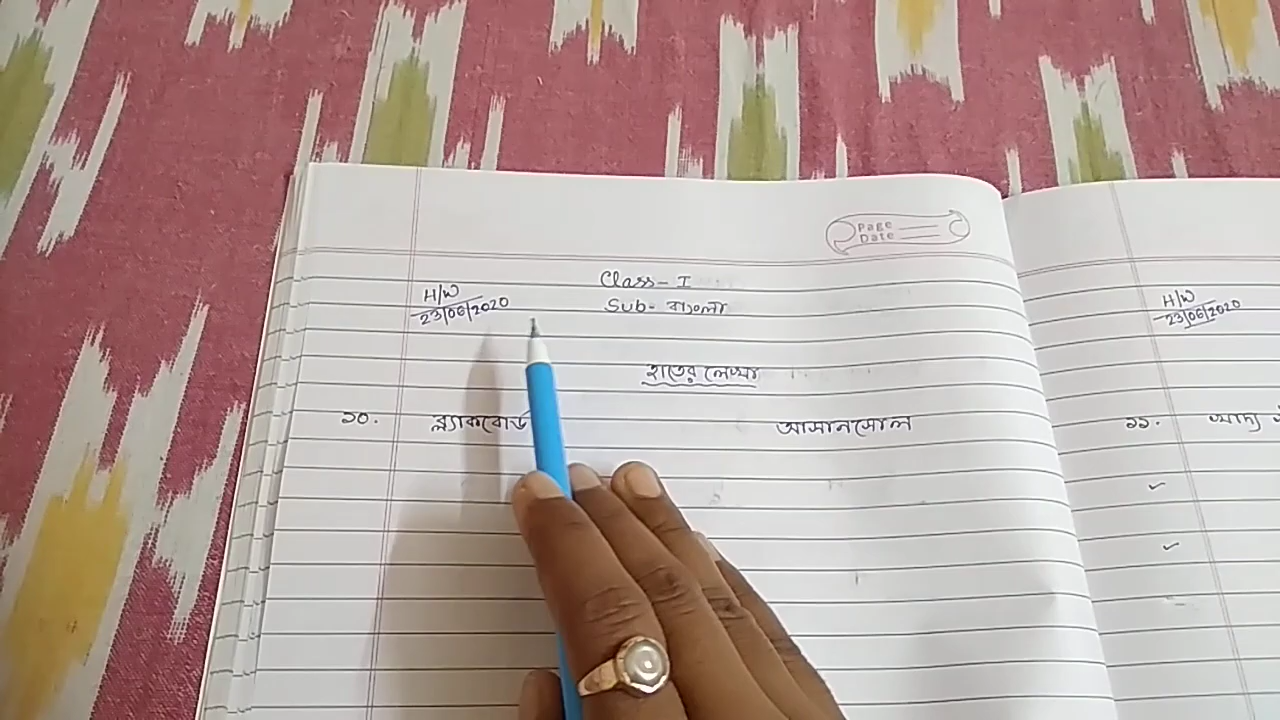 Page
Date
Class - I
H/W
23/06/2020
Sub - বাংলা
হাতের লেখা
১০. ব্ল্যাকবোর্ড আসানসোল
H/W
23/06/2020
১১. খাদ্য